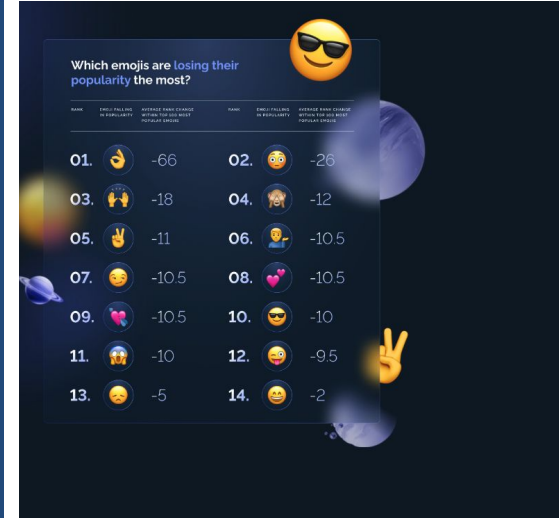 Which emojis are losing their
popularity the most?
RANK EMOJI FALLING IN POPULARITY AVERAGE RANK CHANGE WITHIN TOP 100 MOST POPULAR EMOJIS RANK EMOJI FALLING IN POPULARITY AVERAGE RANK CHANGE WITHIN TOP 100 MOST POPULAR EMOJIS
01. 👌 -66 02. 😳 -26
03. 🙌 -18 04. 🙈 -12
05. ✌️ -11 06. 💁‍♂️ -10.5
07. 😏 -10.5 08. 💕 -10.5
09. 💘 -10.5 10. 😎 -10
11. 😱 -10 12. 😜 -9.5
13. 😞 -5 14. 😄 -2